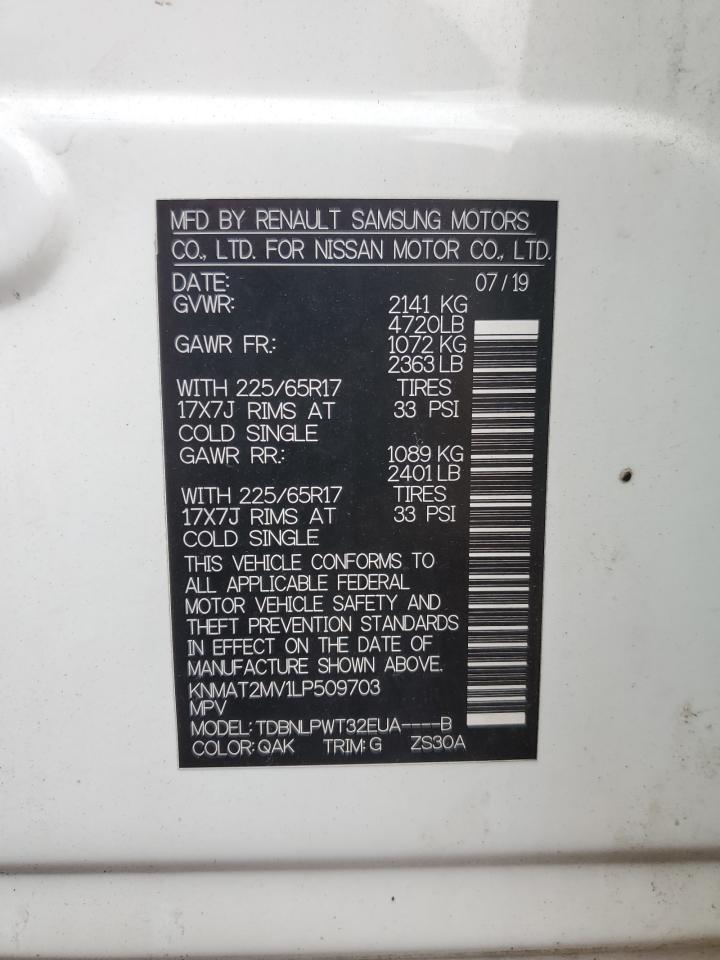 MFD BY RENAULT SAMSUNG MOTORS
CO., LTD. FOR NISSAN MOTOR CO., LTD.
DATE: 07/19
GVWR: 2141 KG
4720LB
GAWR FR.: 1072 KG
2363LB
WITH 225/65R17 TIRES
17X7J RIMS AT 33 PSI
COLD SINGLE
GAWR RR.: 1089 KG
2401LB
WITH 225/65R17 TIRES
17X7J RIMS AT 33 PSI
COLD SINGLE
THIS VEHICLE CONFORMS TO
ALL APPLICABLE FEDERAL
MOTOR VEHICLE SAFETY AND
THEFT PREVENTION STANDARDS
IN EFFECT ON THE DATE OF
MANUFACTURE SHOWN ABOVE.
KNMAT2MV1LP509703
MPV
MODEL: TDBNLPWT32EUA----B
COLOR: QAK TRIM: G ZS30A